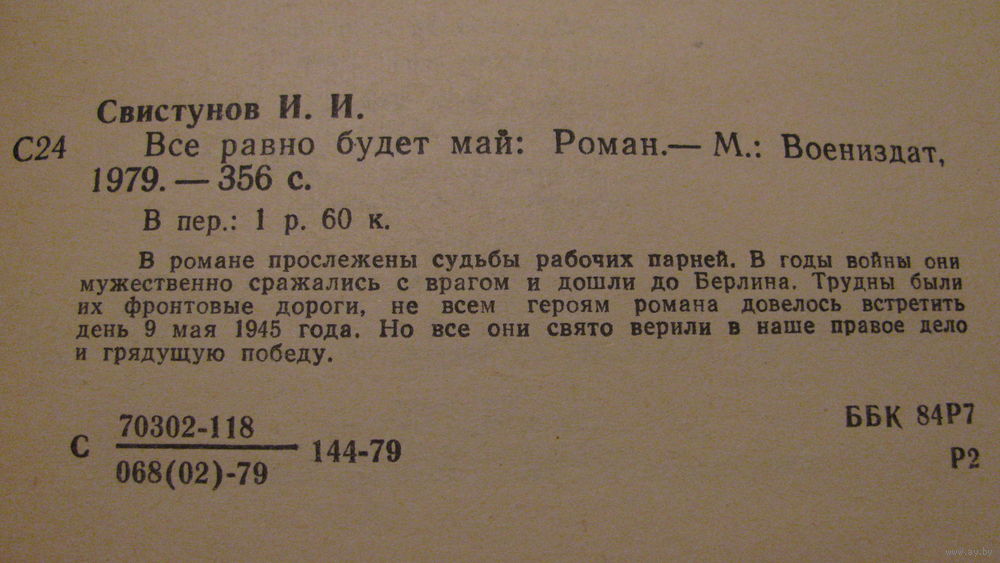 Свистунов И. И.
С24 Все равно будет май: Роман.— М.: Воениздат,
1979. — 356 с.
В пер.: 1 р. 60 к.
В романе прослежены судьбы рабочих парней. В годы войны они
мужественно сражались с врагом и дошли до Берлина. Трудны были
их фронтовые дороги, не всем героям романа довелось встретить
день 9 мая 1945 года. Но все они свято верили в наше правое дело
и грядущую победу.
70302-118
С 144-79
068(02)-79
ББК 84Р7
Р2
www.ay.by